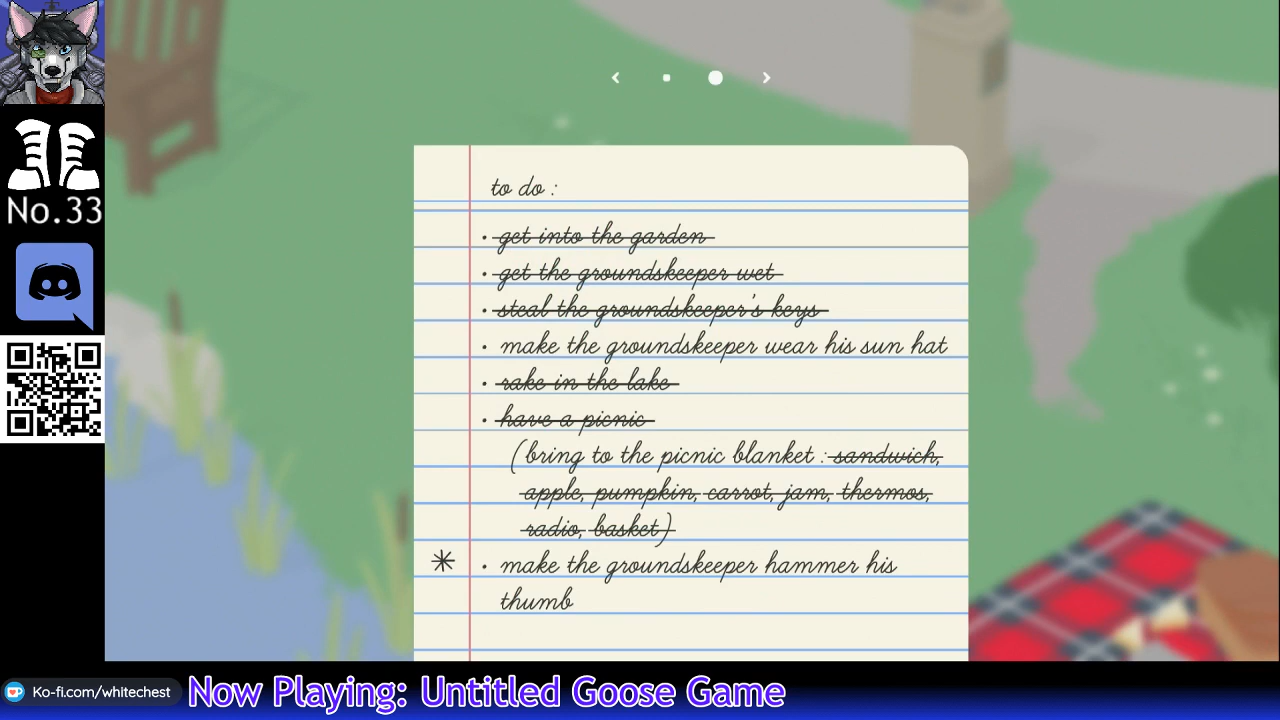 to do :
• get into the garden
• get the groundskeeper wet
• steal the groundskeeper's keys
• make the groundskeeper wear his sun hat
• rake in the lake
• have a picnic
(bring to the picnic blanket : sandwich,
apple, pumpkin, carrot, jam, thermos,
radio, basket)
• make the groundskeeper hammer his
thumb
No.33
Ko-fi.com/whitechest
Now Playing: Untitled Goose Game